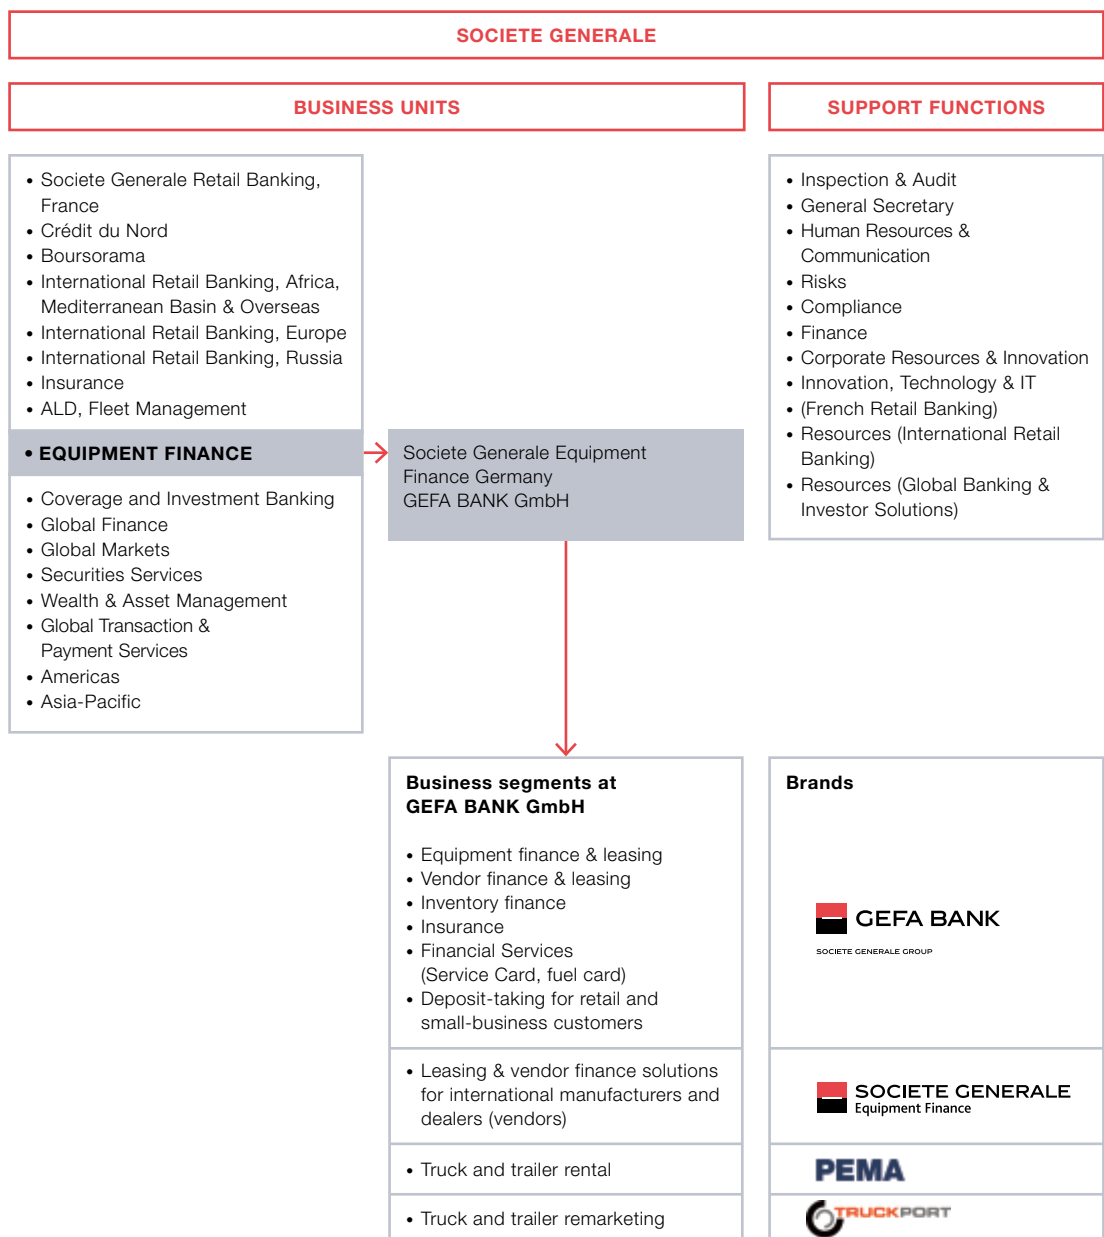 SOCIETE GENERALE
BUSINESS UNITS
SUPPORT FUNCTIONS
• Societe Generale Retail Banking,
France
• Crédit du Nord
• Boursorama
• International Retail Banking, Africa,
Mediterranean Basin & Overseas
• International Retail Banking, Europe
• International Retail Banking, Russia
• Insurance
• ALD, Fleet Management
• EQUIPMENT FINANCE
• Coverage and Investment Banking
• Global Finance
• Global Markets
• Securities Services
• Wealth & Asset Management
• Global Transaction &
Payment Services
• Americas
• Asia-Pacific
Societe Generale Equipment
Finance Germany
GEFA BANK GmbH
• Inspection & Audit
• General Secretary
• Human Resources &
Communication
• Risks
• Compliance
• Finance
• Corporate Resources & Innovation
• Innovation, Technology & IT
• (French Retail Banking)
• Resources (International Retail
Banking)
• Resources (Global Banking &
Investor Solutions)
Business segments at
GEFA BANK GmbH
• Equipment finance & leasing
• Vendor finance & leasing
• Inventory finance
• Insurance
• Financial Services
(Service Card, fuel card)
• Deposit-taking for retail and
small-business customers
Brands
GEFA BANK
SOCIETE GENERALE GROUP
• Leasing & vendor finance solutions
for international manufacturers and
dealers (vendors)
SOCIETE GENERALE
Equipment Finance
• Truck and trailer rental
PEMA
• Truck and trailer remarketing
TRUCKPORT